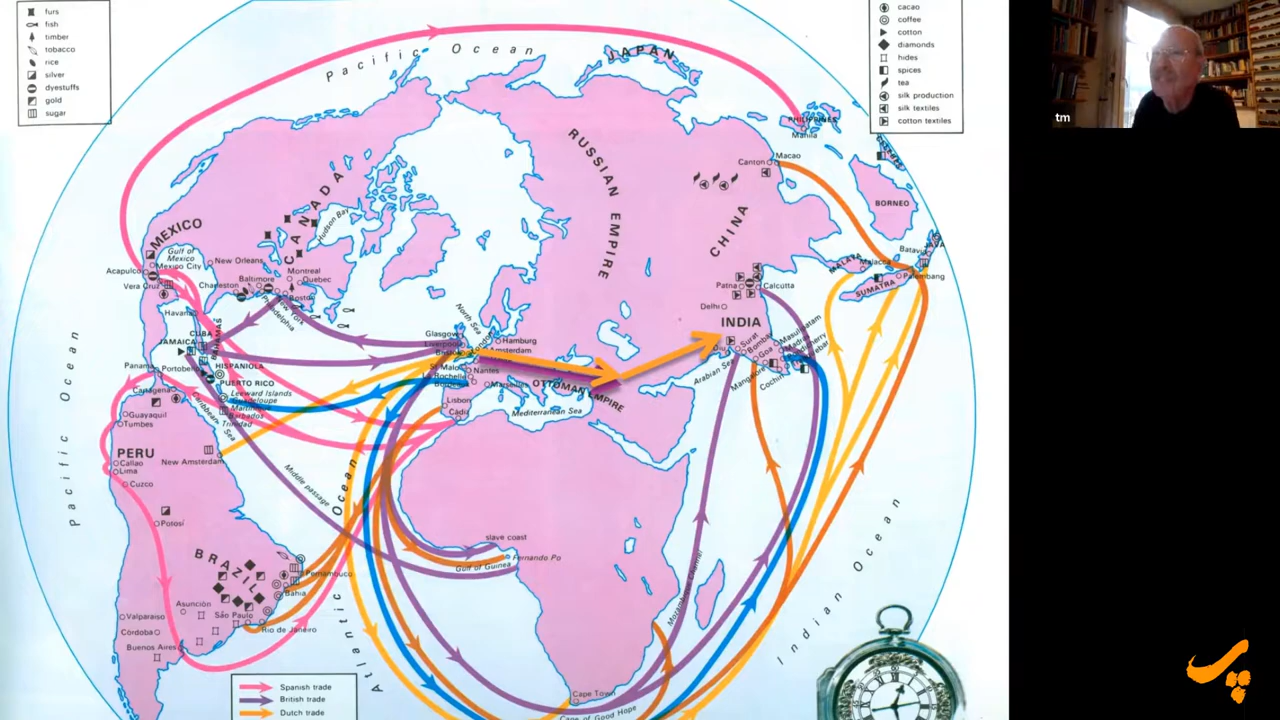 furs
fish
timber
tobacco
rice
silver
dyestuffs
gold
sugar
cacao
coffee
cotton
diamonds
hides
spices
tea
silk production
silk textiles
cotton textiles
tm
Pacific Ocean
JAPAN
PHILIPPINES
Manila
RUSSIAN EMPIRE
Canton
Macao
BORNEO
CHINA
CANADA
Hudson Bay
MEXICO
Gulf of
Mexico
Mexico City
Acapulco
Vera Cruz
New Orleans
Charleston
Baltimore
Montreal
Quebec
Boston
New York
Philadelphia
Havana
CUBA
BAHAMAS
JAMAICA
HISPANIOLA
PUERTO RICO
Leeward Islands
Guadeloupe
Martinique
Barbados
Trinidad
Caribbean Sea
Panama
Portobello
Cartagena
Guayaquil
Tumbes
PERU
Callao
Lima
Cuzco
Potosí
New Amsterdam
Pacific Ocean
BRAZIL
Pernambuco
Bahia
Rio de Janeiro
São Paulo
Asunción
Valparaiso
Córdoba
Buenos Aires
Middle passage
Atlantic Ocean
North Sea
Glasgow
Liverpool
Bristol
London
Hamburg
Amsterdam
St Malo
Nantes
La Rochelle
Marseilles
Lisbon
Cadiz
OTTOMAN EMPIRE
Mediterranean Sea
slave coast
Fernando Po
Gulf of Guinea
Cape Town
Cape of Good Hope
Mozambique Channel
Arabian Sea
INDIA
Delhi
Patna
Calcutta
Diu
Surat
Bombay
Goa
Mangalore
Cochin
Masulipatam
Madras
MALAYA
Malacca
SUMATRA
Palembang
Batavia
JAVA
Indian Ocean
Spanish trade
British trade
Dutch trade